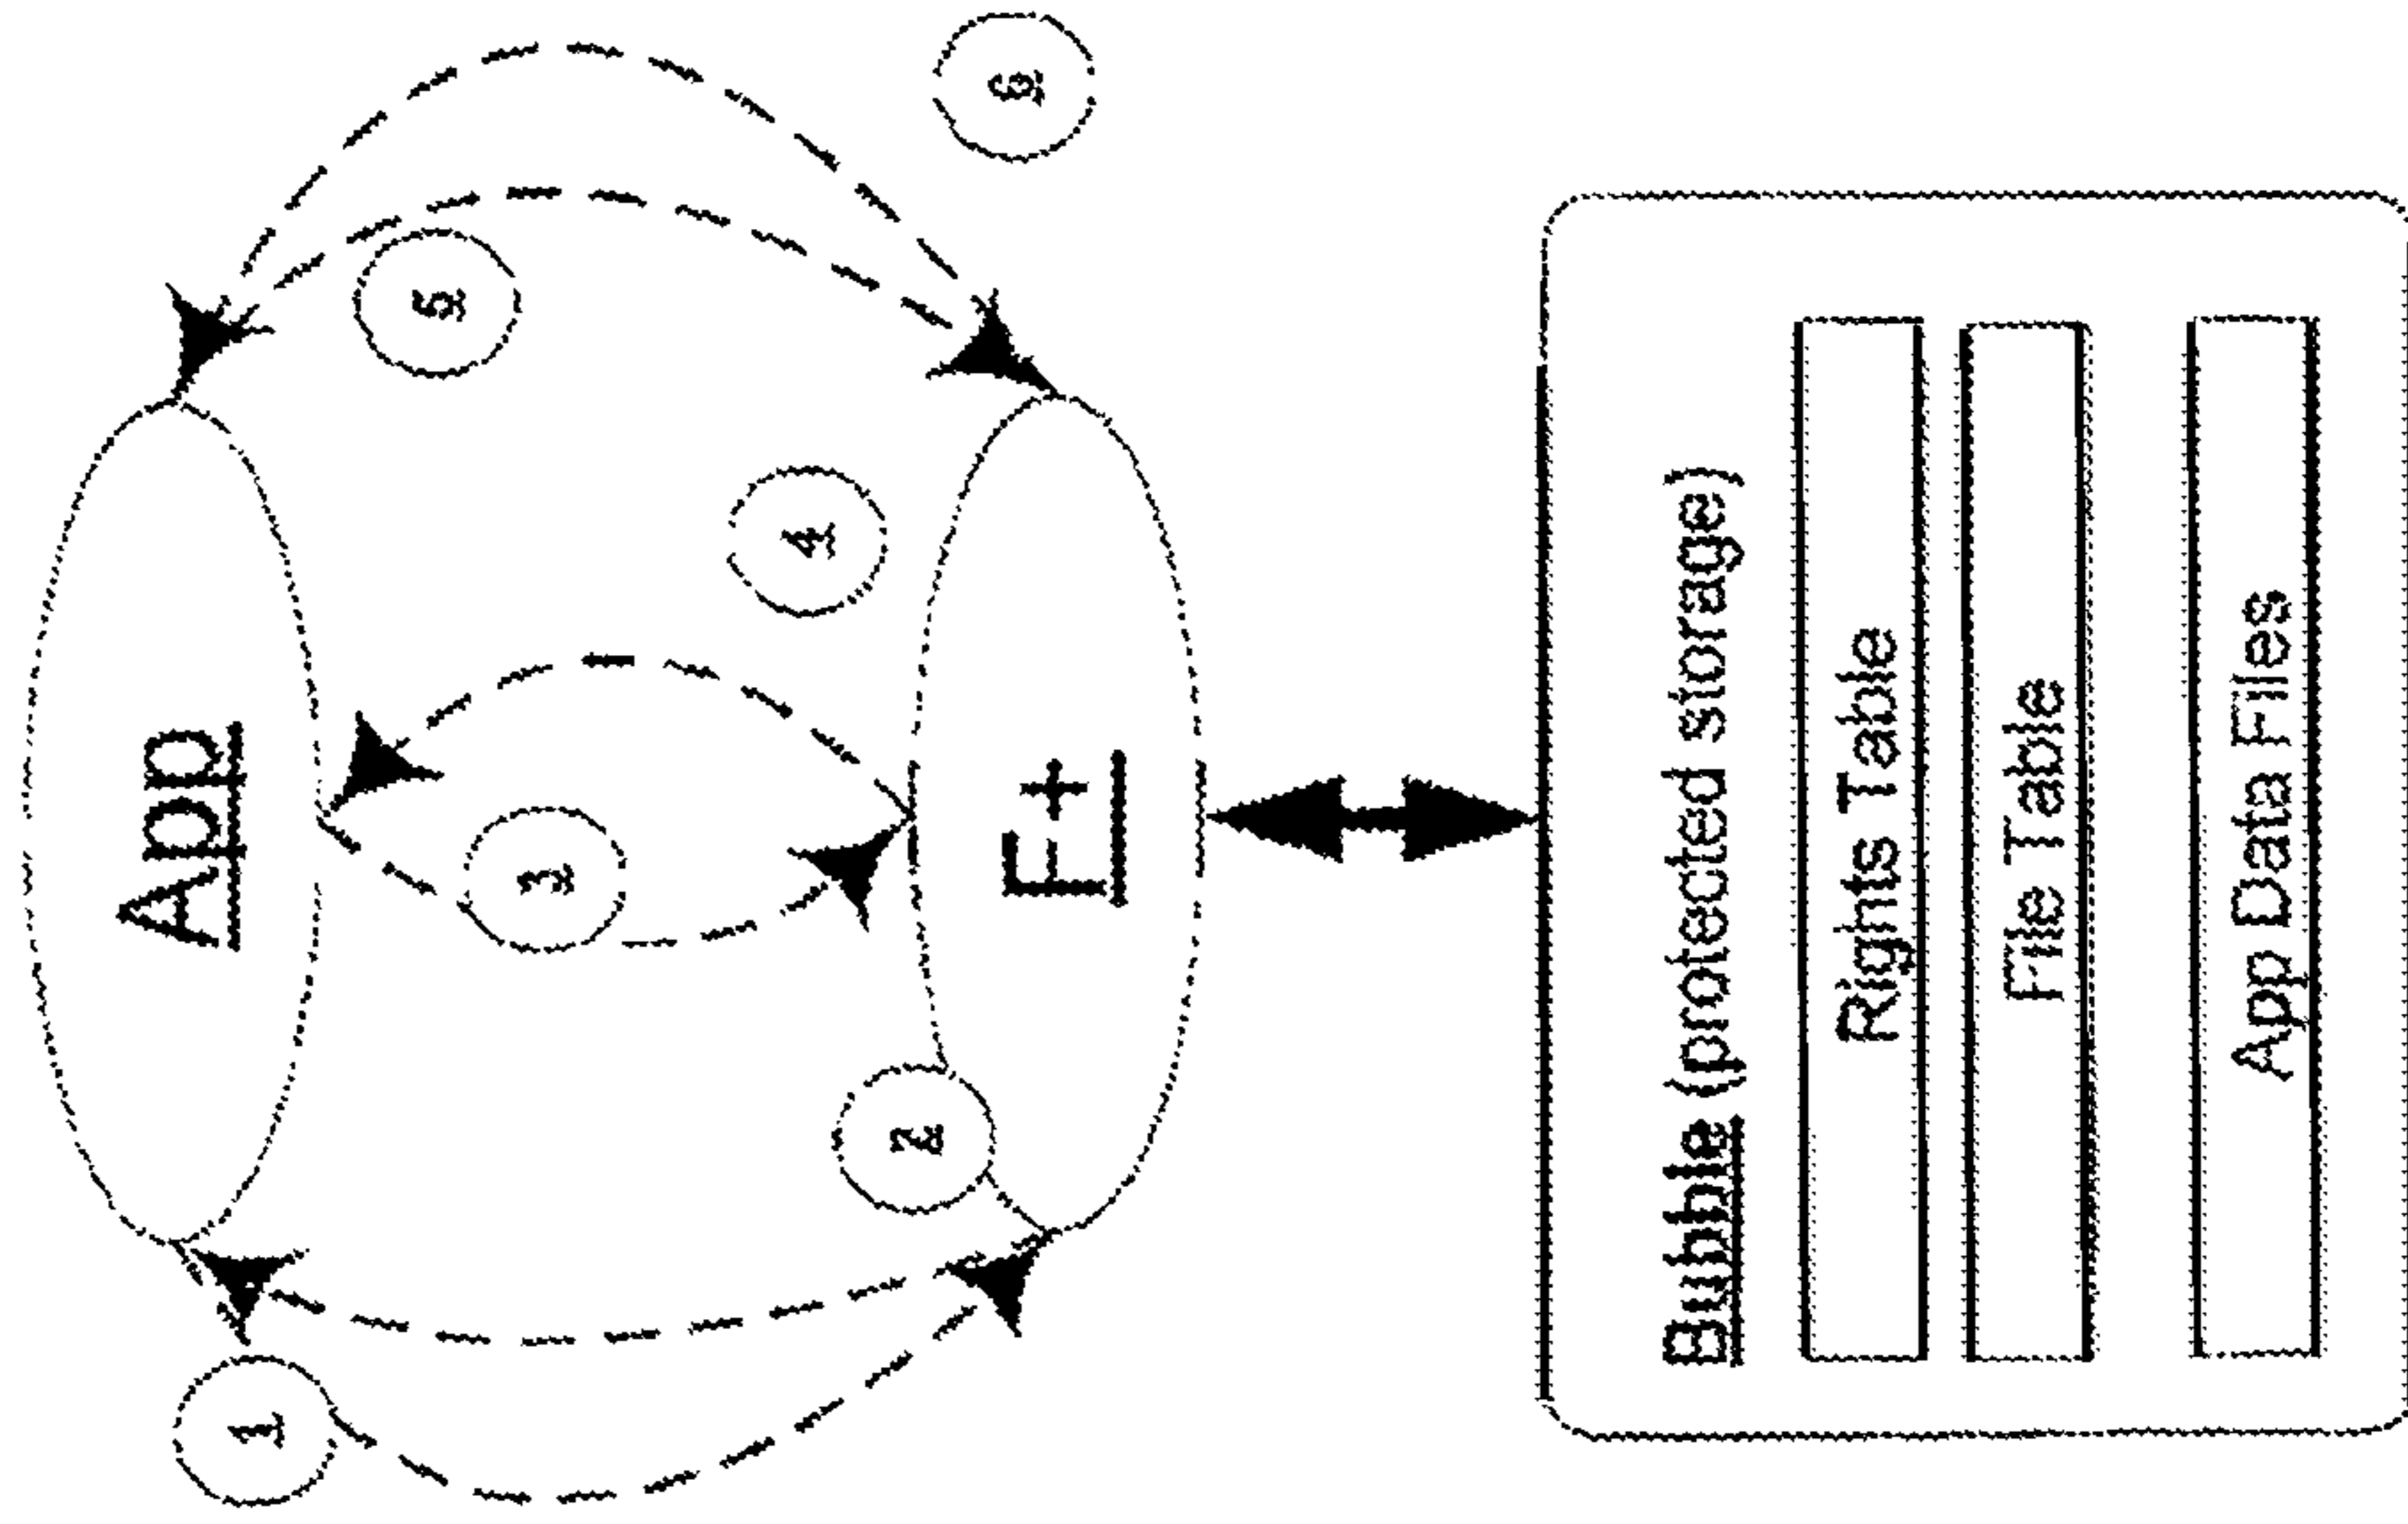 App
1
2
3
4
5
6
E+
Bubble (protected storage)
Rights Table
File Table
App Data Files